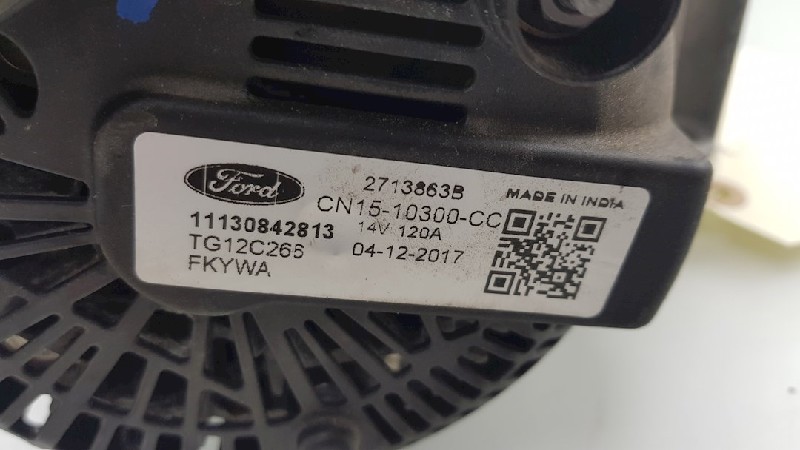 Ford
2713863B
MADE IN INDIA
CN15-10300-CC
11130842813
14V 120A
TG12C266
04-12-2017
FKYWA